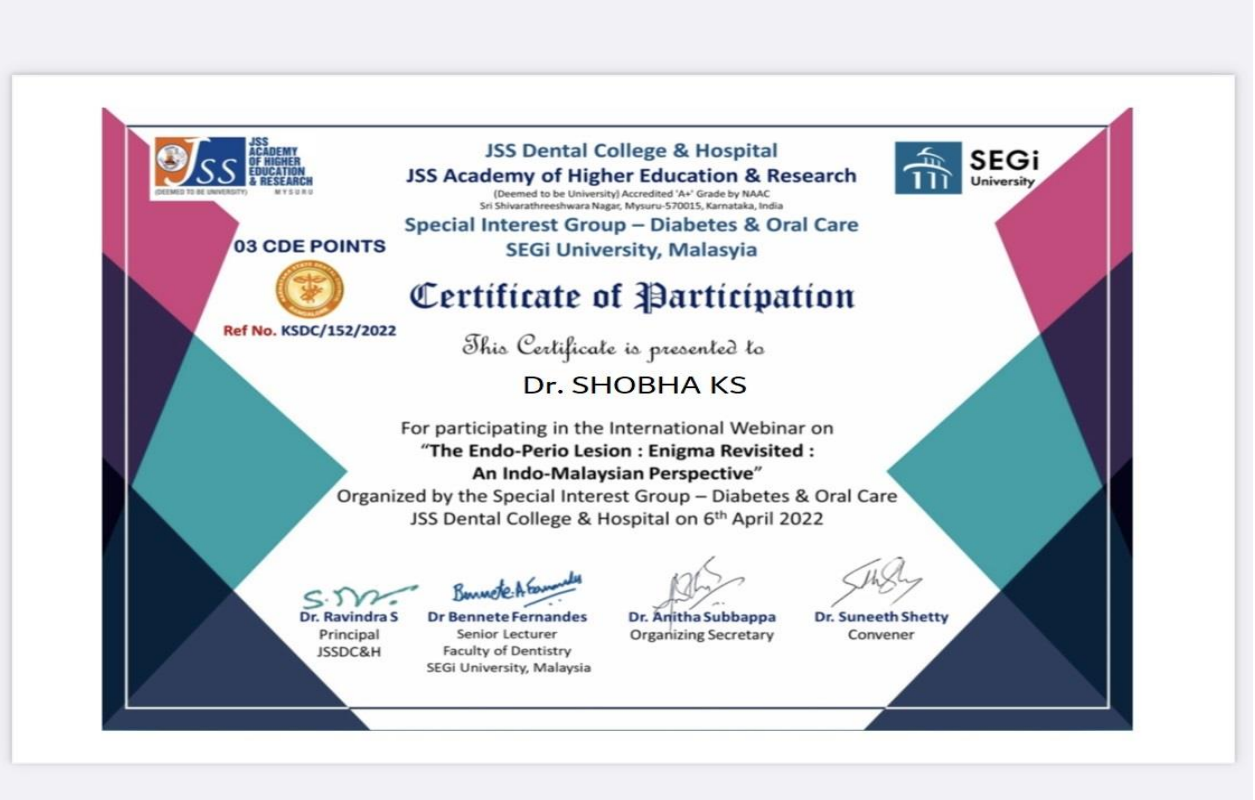 JSS
JSS
ACADEMY
OF HIGHER
EDUCATION
& RESEARCH
(DEEMED TO BE UNIVERSITY) MYSURU
JSS Dental College & Hospital
JSS Academy of Higher Education & Research
(Deemed to be University) Accredited 'A+' Grade by NAAC
Sri Shivarathreeshwara Nagar, Mysuru-570015, Karnataka, India
Special Interest Group – Diabetes & Oral Care
SEGi University, Malasyia
SEGi
University
03 CDE POINTS
Ref No. KSDC/152/2022
Certificate of Participation
This Certificate is presented to
Dr. SHOBHA KS
For participating in the International Webinar on
“The Endo-Perio Lesion : Enigma Revisited :
An Indo-Malaysian Perspective”
Organized by the Special Interest Group – Diabetes & Oral Care
JSS Dental College & Hospital on 6th April 2022
Dr. Ravindra S
Principal
JSSDC&H
Dr Bennete Fernandes
Senior Lecturer
Faculty of Dentistry
SEGi University, Malaysia
Dr. Anitha Subbappa
Organizing Secretary
Dr. Suneeth Shetty
Convener